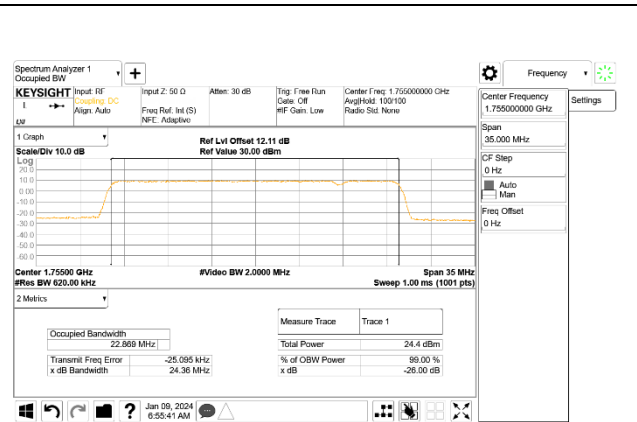 Spectrum Analyzer 1
Occupied BW
Frequency
KEYSIGHT
Input: RF
Coupling: DC
Align: Auto
Input Z: 50 Ω
Freq Ref: Int (S)
NFE: Adaptive
Atten: 30 dB
Trig: Free Run
Gate: Off
#IF Gain: Low
Center Freq: 1.755000000 GHz
Avg|Hold: 100/100
Radio Std: None
Center Frequency
1.755000000 GHz
Settings
Span
35.000 MHz
CF Step
0 Hz
Auto
Man
Freq Offset
0 Hz
1 Graph
Ref Lvl Offset 12.11 dB
Scale/Div 10.0 dB
Ref Value 30.00 dBm
Log
20.0
10.0
0.00
-10.0
-20.0
-30.0
-40.0
-50.0
-60.0
Center 1.75500 GHz
#Video BW 2.0000 MHz
Span 35 MHz
#Res BW 620.00 kHz
Sweep 1.00 ms (1001 pts)
2 Metrics
Measure Trace
Trace 1
Occupied Bandwidth
22.869 MHz
Total Power
24.4 dBm
Transmit Freq Error
-25.095 kHz
% of OBW Power
99.00 %
x dB Bandwidth
24.36 MHz
x dB
-26.00 dB
Jan 09, 2024
6:55:41 AM